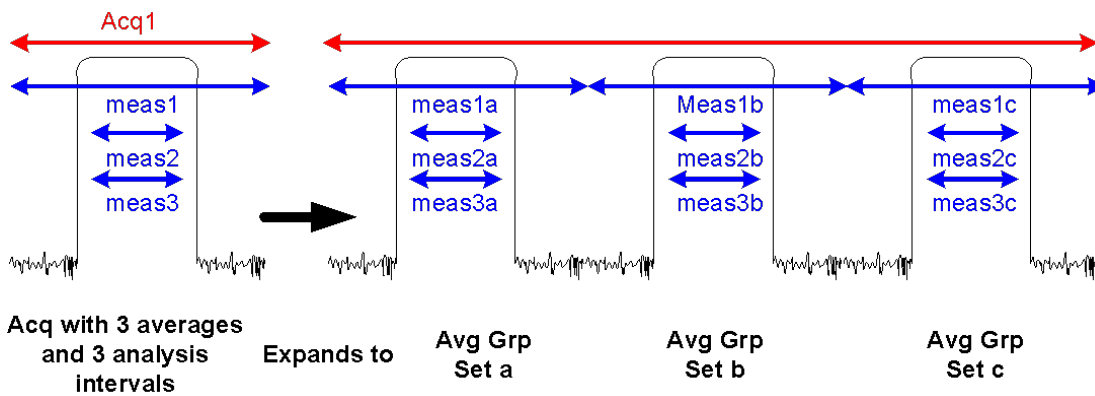 Acq1
meas1
meas2
meas3
meas1a
meas2a
meas3a
Meas1b
meas2b
meas3b
meas1c
meas2c
meas3c
Acq with 3 averages
and 3 analysis
intervals
Expands to
Avg Grp
Set a
Avg Grp
Set b
Avg Grp
Set c